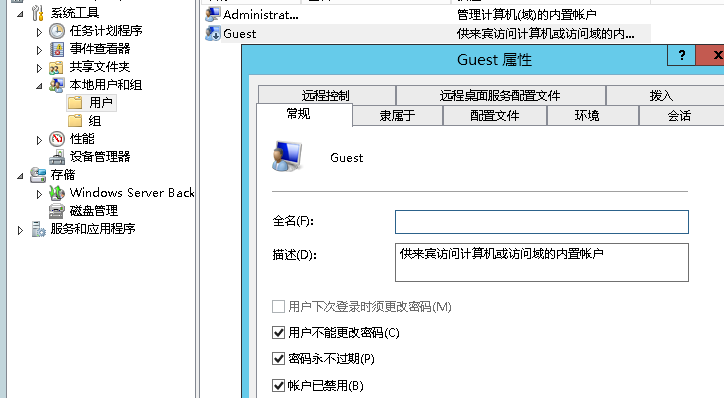 系统工具
任务计划程序
事件查看器
共享文件夹
本地用户和组
用户
组
性能
设备管理器
存储
Windows Server Back
磁盘管理
服务和应用程序
Administrat... 管理计算机(域)的内置帐户
Guest 供来宾访问计算机或访问域的内...
Guest 属性
? x
远程控制 远程桌面服务配置文件 拨入
常规 隶属于 配置文件 环境 会话
Guest
全名(F):
描述(D): 供来宾访问计算机或访问域的内置帐户
用户下次登录时须更改密码(M)
用户不能更改密码(C)
密码永不过期(P)
帐户已禁用(B)